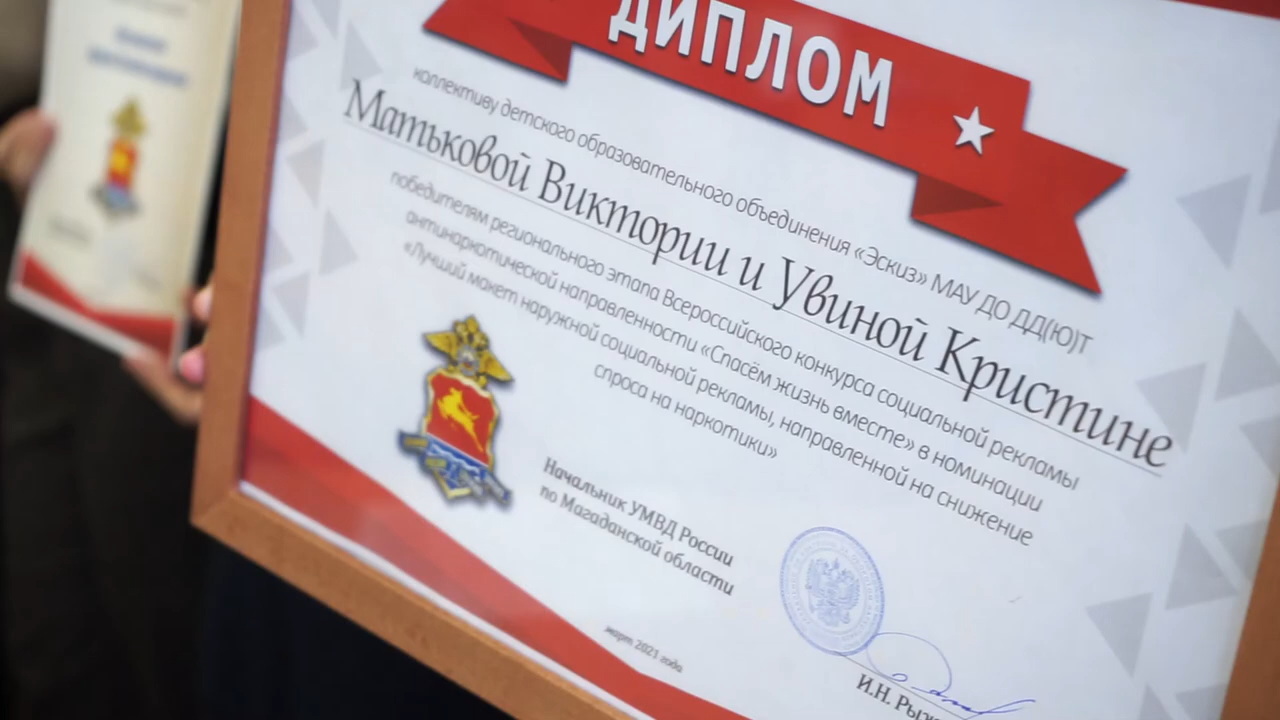 ДИПЛОМ
коллективу детского образовательного объединения «Эскиз» МАУ ДО ДД(Ю)Т
Матьковой Виктории и Увиной Кристине
победителям регионального этапа Всероссийского конкурса социальной рекламы
антинаркотической направленности «Спасём жизнь вместе» в номинации
«Лучший макет наружной социальной рекламы, направленной на снижение
спроса на наркотики»
Начальник УМВД России
по Магаданской области
И.Н.
март 2021 года